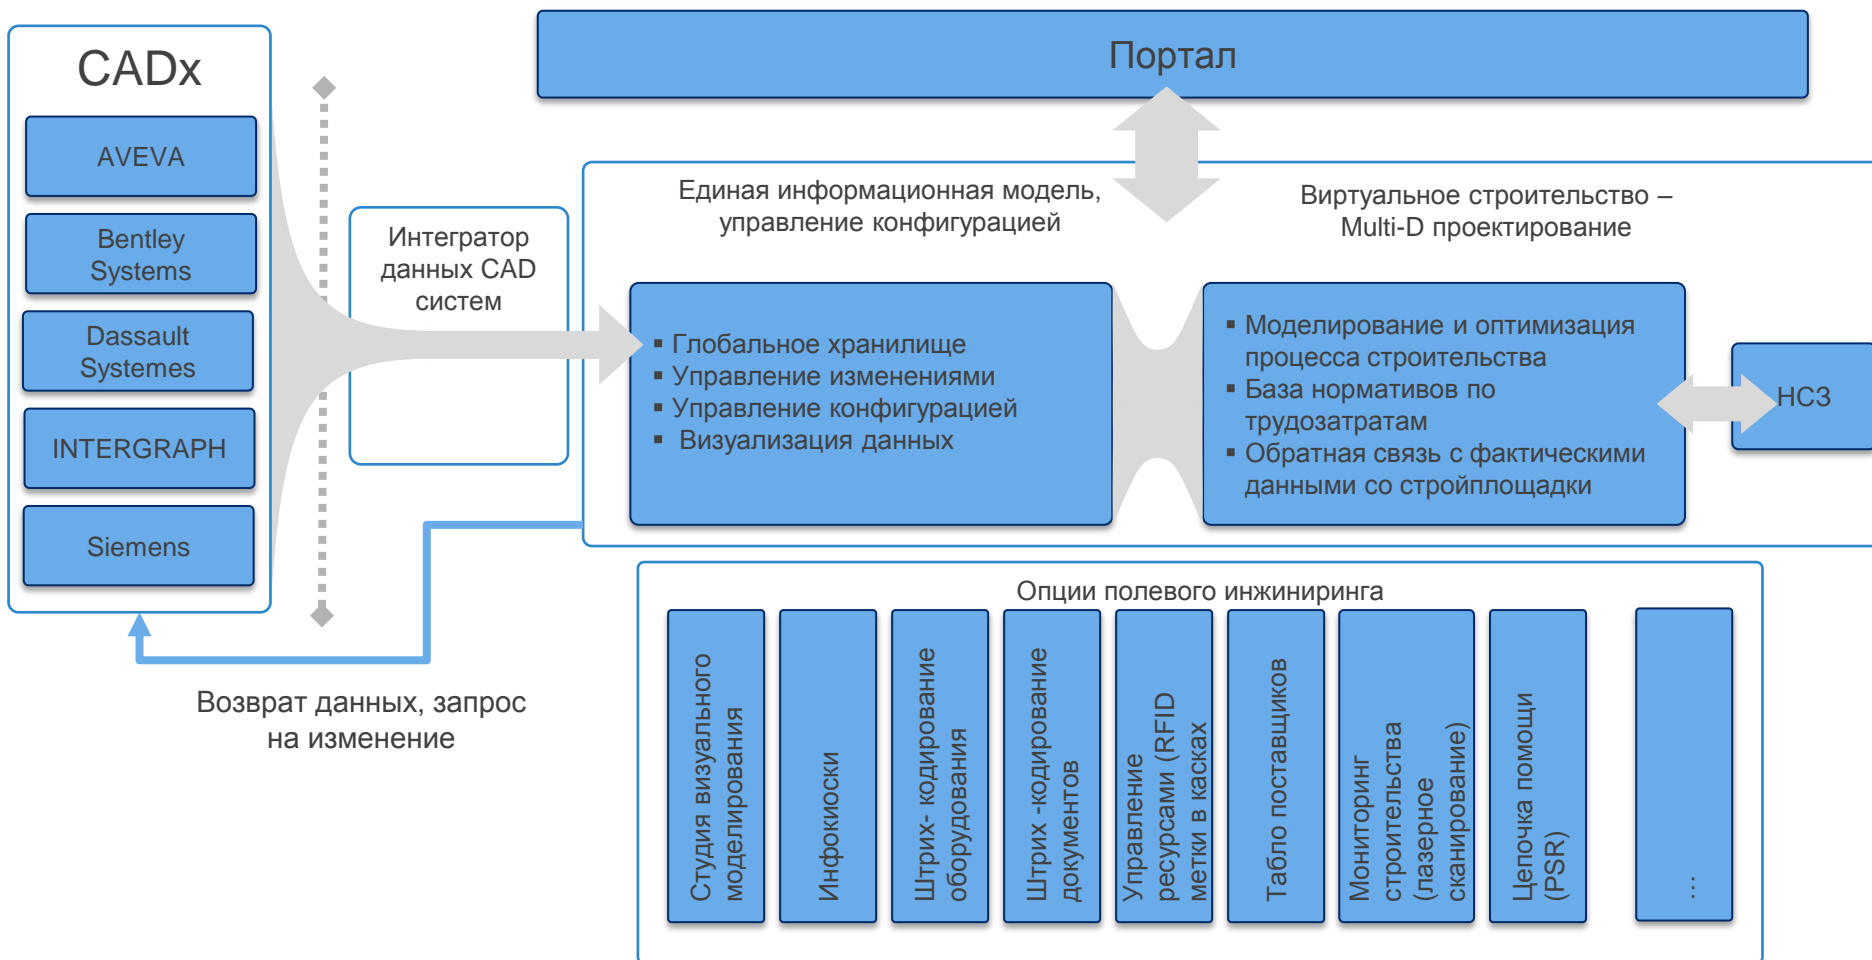 CADx
AVEVA
Bentley
Systems
Dassault
Systemes
INTERGRAPH
Siemens
Портал
Интегратор
данных CAD
систем
Единая информационная модель,
управление конфигурацией
Виртуальное строительство –
Multi-D проектирование
▪ Глобальное хранилище
▪ Управление изменениями
▪ Управление конфигурацией
▪ Визуализация данных
▪ Моделирование и оптимизация
процесса строительства
▪ База нормативов по
трудозатратам
▪ Обратная связь с фактическими
данными со стройплощадки
НСЗ
Возврат данных, запрос
на изменение
Опции полевого инжиниринга
Студия визуального
моделирования
Инфокиоски
Штрих- кодирование
оборудования
Штрих -кодирование
документов
Управление
ресурсами (RFID
метки в касках
Табло поставщиков
Мониторинг
строительства
(лазерное
сканирование)
Цепочка помощи
(PSR)
…